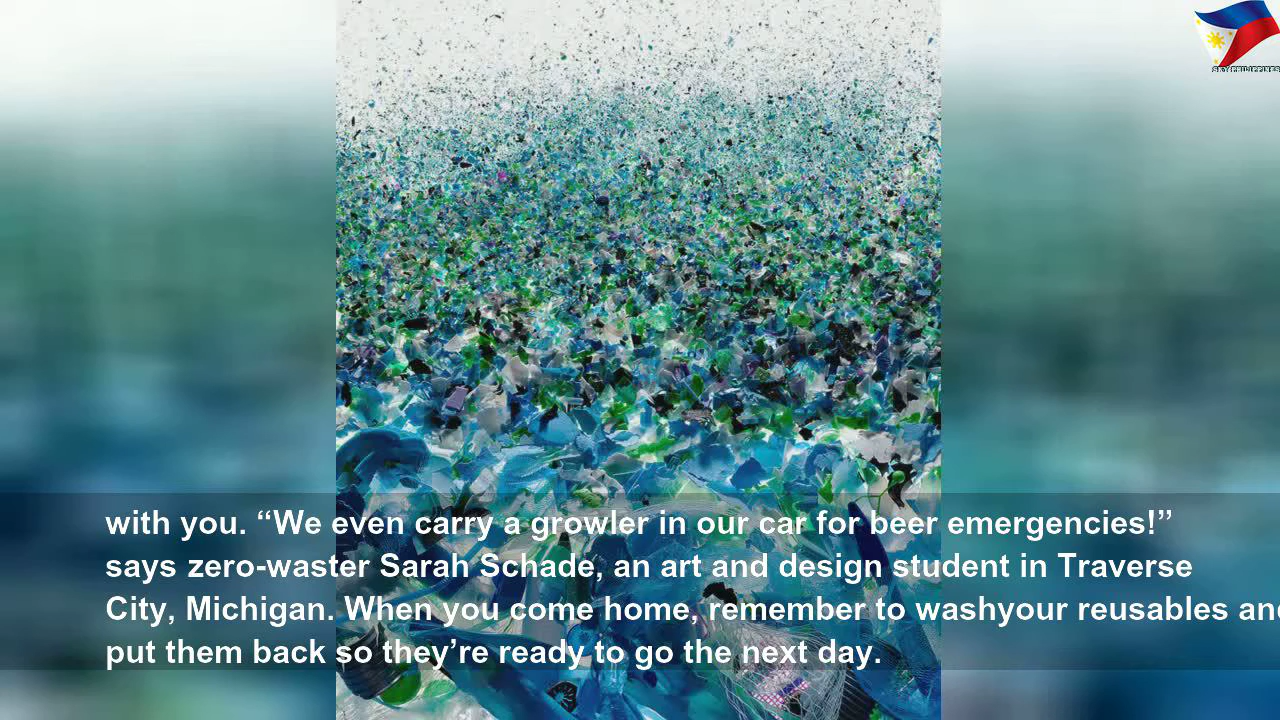 SKYPHILIPPINES
with you. “We even carry a growler in our car for beer emergencies!”
says zero-waster Sarah Schade, an art and design student in Traverse
City, Michigan. When you come home, remember to washyour reusables and
put them back so they’re ready to go the next day.